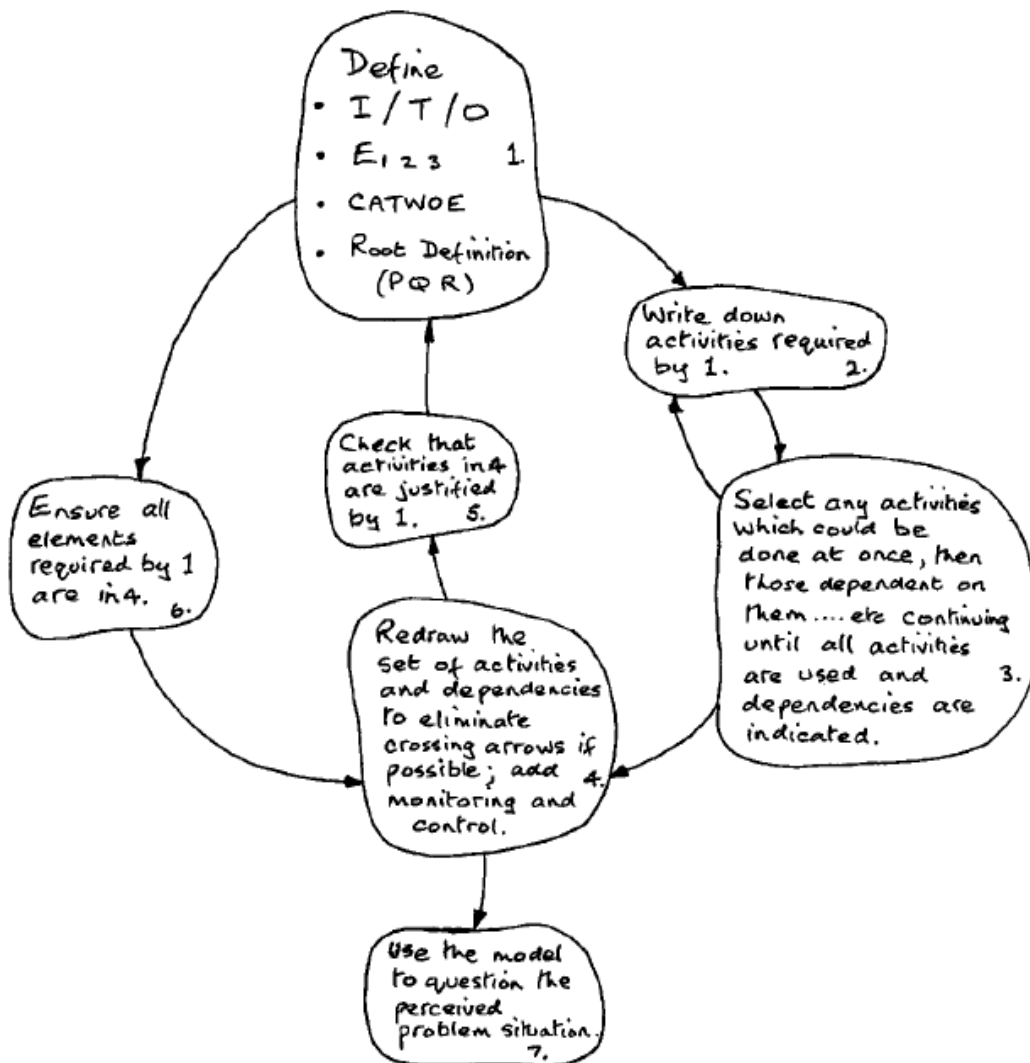 Define
• I / T / O
• E1 2 3 1.
• CATWOE
• Root Definition
(PQR)
Write down
activities required
by 1. 2.
Select any activities
which could be
done at once, then
those dependent on
them.... etc continuing
until all activities
are used and 3.
dependencies are
indicated.
Redraw the
set of activities
and dependencies
to eliminate
crossing arrows if
possible; add 4.
monitoring and
control.
Check that
activities in 4
are justified
by 1. 5.
Ensure all
elements
required by 1
are in 4. 6.
Use the model
to question the
perceived
problem situation.
7.